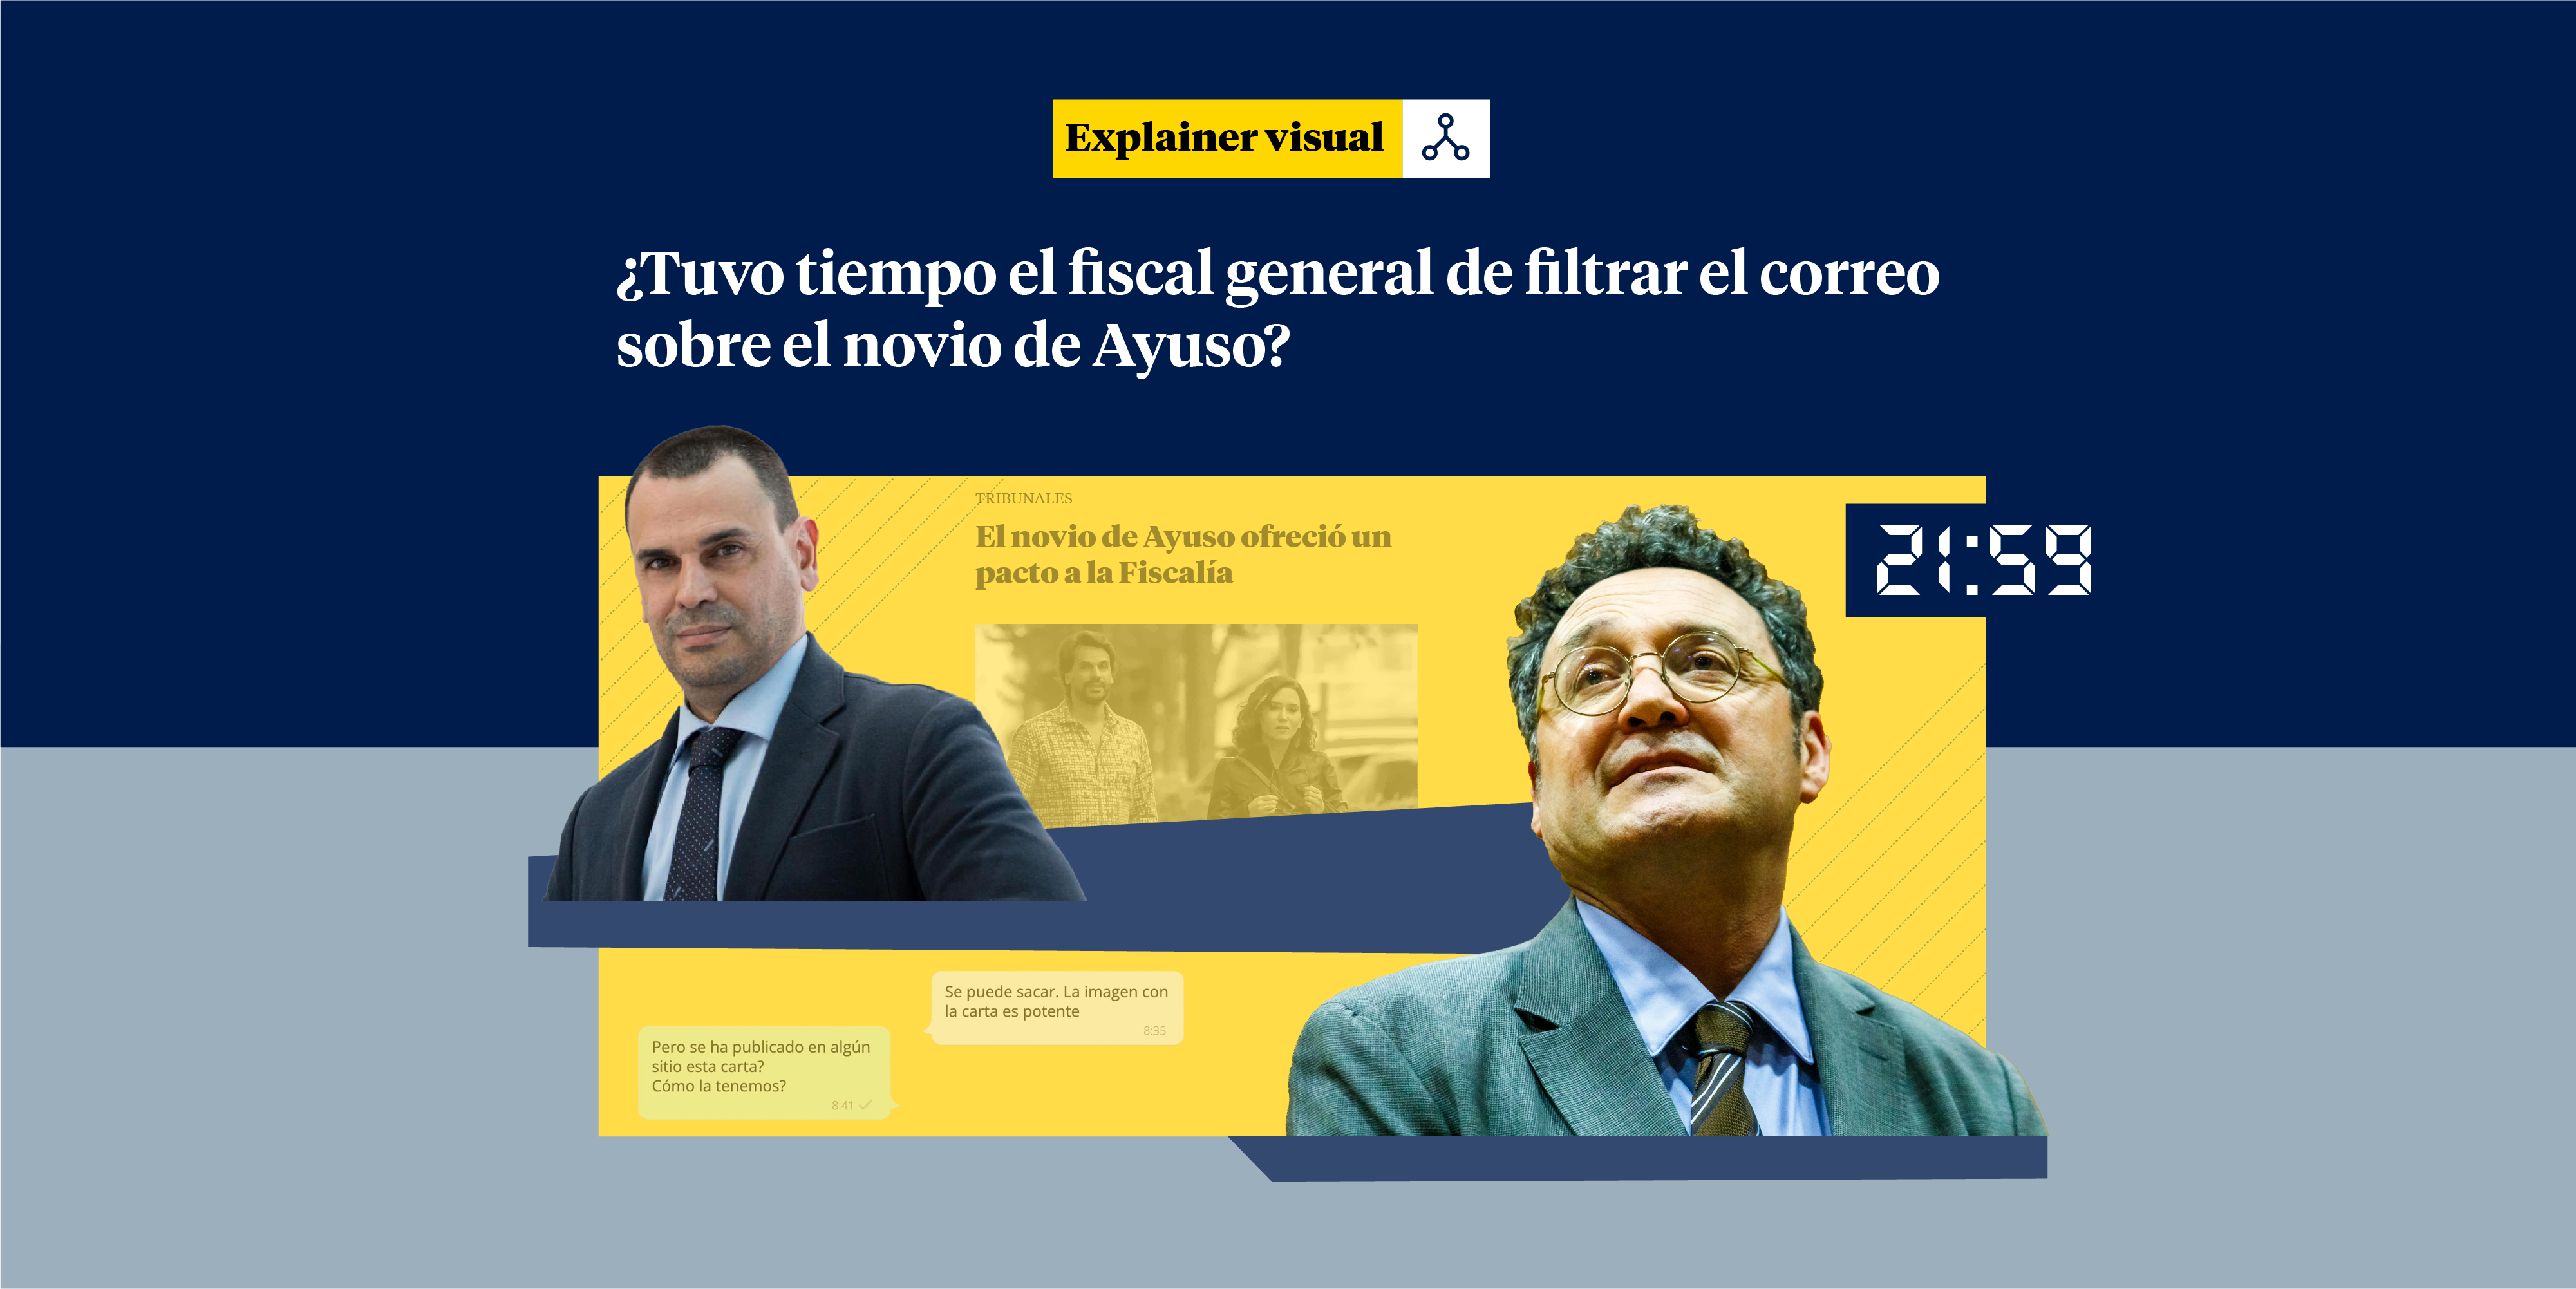 Explainer visual
¿Tuvo tiempo el fiscal general de filtrar el correo
sobre el novio de Ayuso?
TRIBUNALES
El novio de Ayuso ofreció un
pacto a la Fiscalía
21:59
Se puede sacar. La imagen con
la carta es potente
8:35
Pero se ha publicado en algún
sitio esta carta?
Cómo la tenemos?
8:41